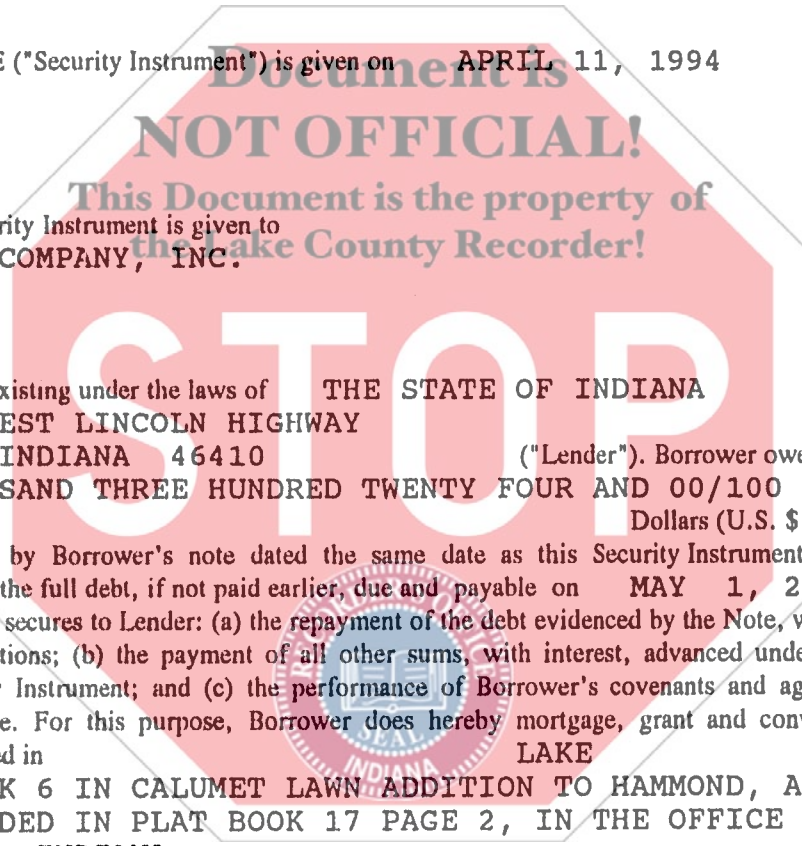 E ("Security Instrument") is given on APRIL 11, 1994
Document is
NOT OFFICIAL!
This Document is the property of
the Lake County Recorder!
rity Instrument is given to
COMPANY, INC.
STOP
xisting under the laws of THE STATE OF INDIANA
EST LINCOLN HIGHWAY
INDIANA 46410 ("Lender"). Borrower owe
SAND THREE HUNDRED TWENTY FOUR AND 00/100
Dollars (U.S. $
by Borrower's note dated the same date as this Security Instrument
the full debt, if not paid earlier, due and payable on MAY 1, 2
secures to Lender: (a) the repayment of the debt evidenced by the Note, w
tions; (b) the payment of all other sums, with interest, advanced unde
Instrument; and (c) the performance of Borrower's covenants and ag
e. For this purpose, Borrower does hereby mortgage, grant and conv
d in LAKE
RECORDER'S OFFICE
SEAL
INDIANA
K 6 IN CALUMET LAWN ADDITION TO HAMMOND, A
DED IN PLAT BOOK 17 PAGE 2, IN THE OFFICE